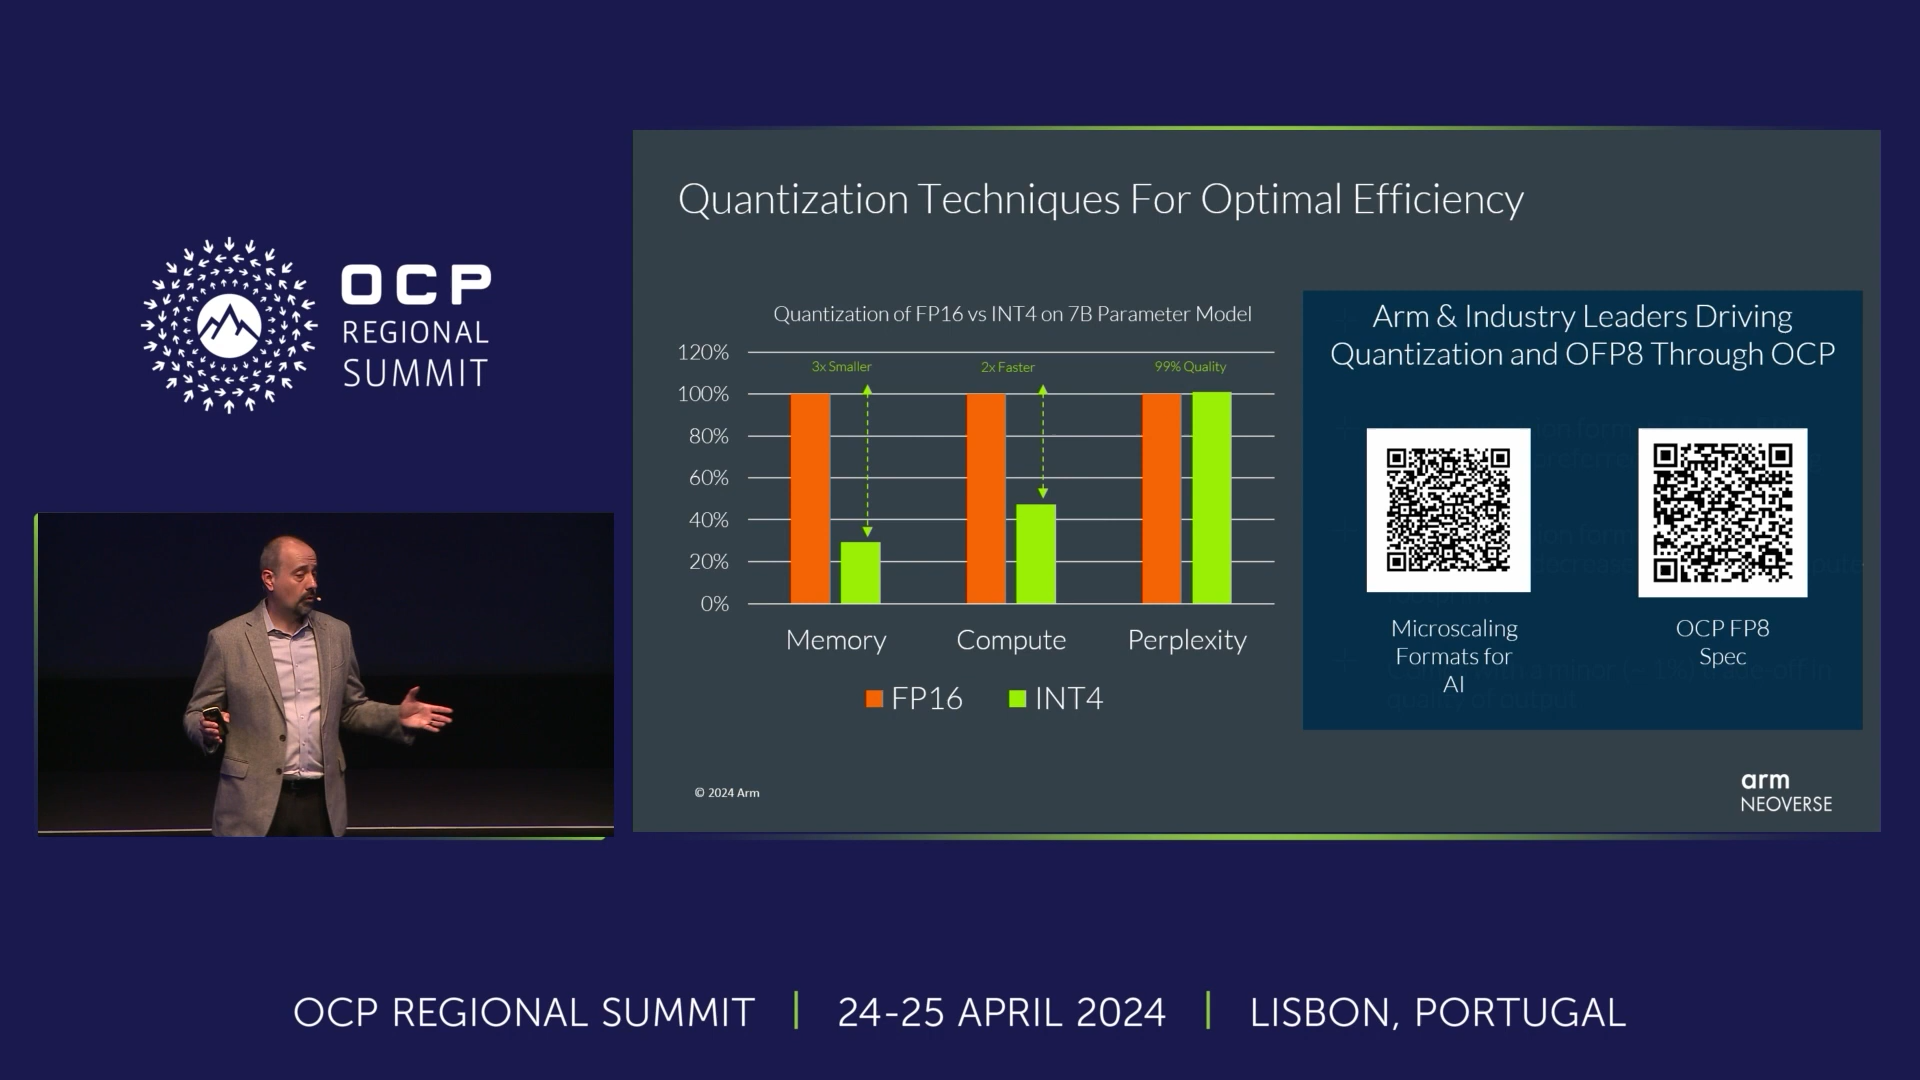 OCP
REGIONAL
SUMMIT
Quantization Techniques For Optimal Efficiency
Quantization of FP16 vs INT4 on 7B Parameter Model
120%
100%
80%
60%
40%
20%
0%
3x Smaller
2x Faster
99% Quality
Memory
Compute
Perplexity
FP16
INT4
Arm & Industry Leaders Driving
Quantization and OFP8 Through OCP
Microscaling
Formats for
AI
OCP FP8
Spec
© 2024 Arm
arm
NEOVERSE
OCP REGIONAL SUMMIT | 24-25 APRIL 2024 | LISBON, PORTUGAL